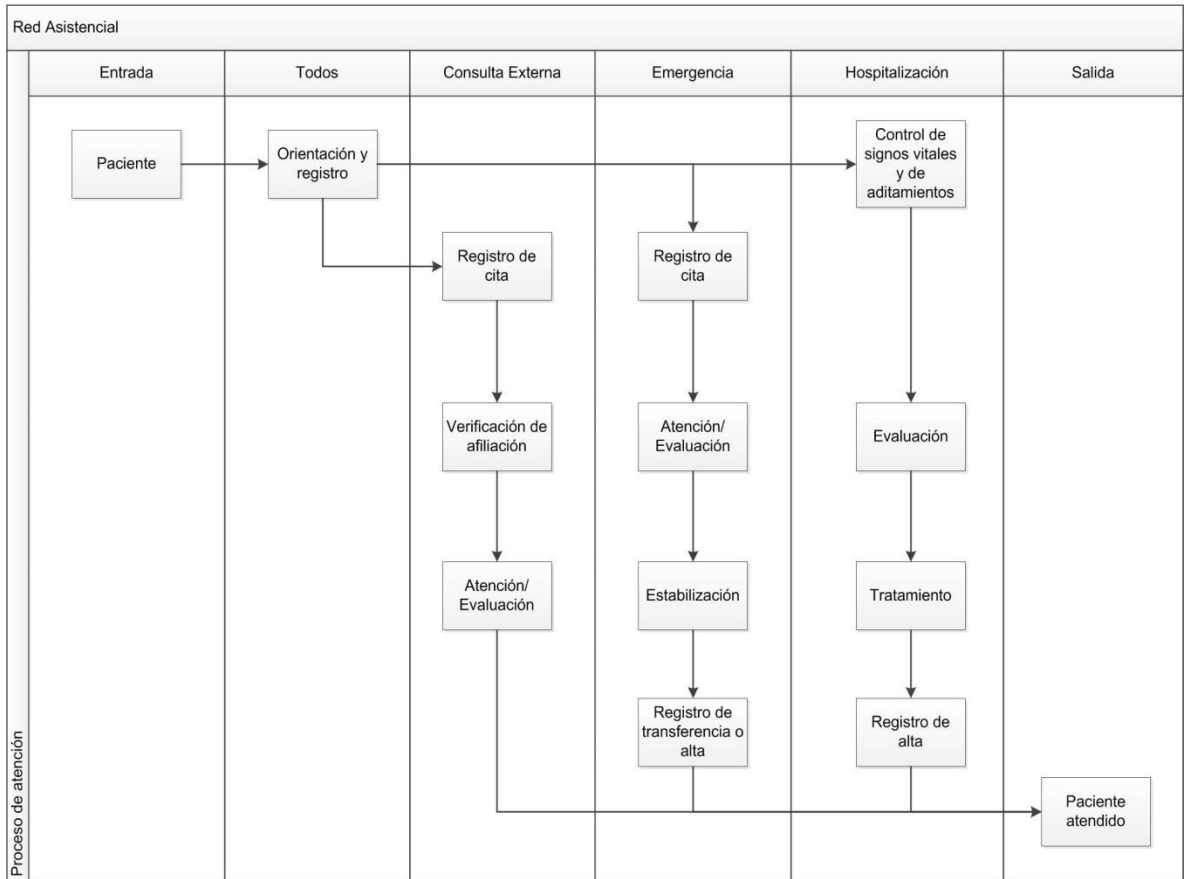 Red Asistencial
Entrada
Todos
Consulta Externa
Emergencia
Hospitalización
Salida
Proceso de atención
Paciente
Orientación y
registro
Control de
signos vitales
y de
aditamientos
Registro de
cita
Registro de
cita
Verificación de
afiliación
Atención/
Evaluación
Evaluación
Atención/
Evaluación
Estabilización
Tratamiento
Registro de
transferencia o
alta
Registro de
alta
Paciente
atendido